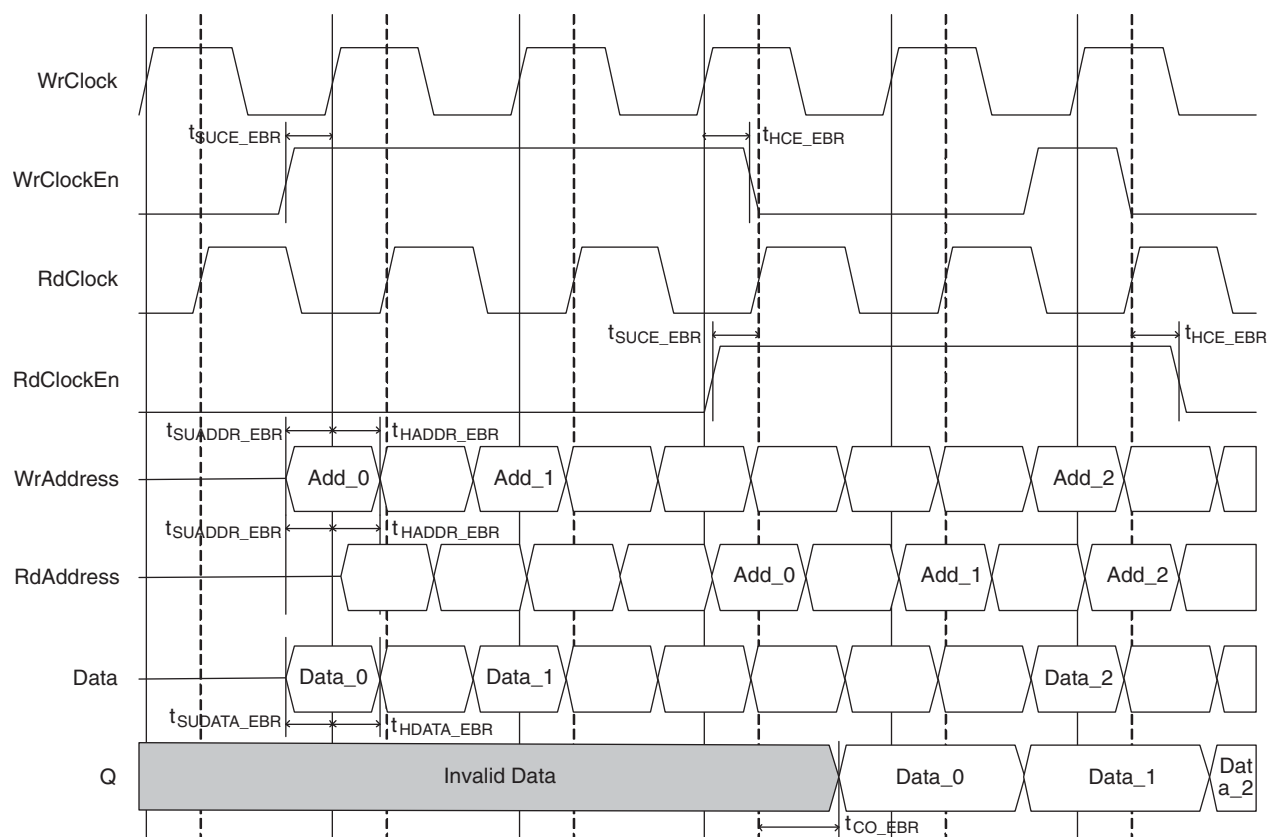 WrClock
tSUCE_EBR
tHCE_EBR
WrClockEn
RdClock
tSUCE_EBR
tHCE_EBR
RdClockEn
tSUADDR_EBR
tHADDR_EBR
WrAddress
Add_0
Add_1
Add_2
tSUADDR_EBR
tHADDR_EBR
RdAddress
Add_0
Add_1
Add_2
Data
Data_0
Data_1
Data_2
tSUDATA_EBR
tHDATA_EBR
Q
Invalid Data
Data_0
Data_1
Dat
a_2
tCO_EBR